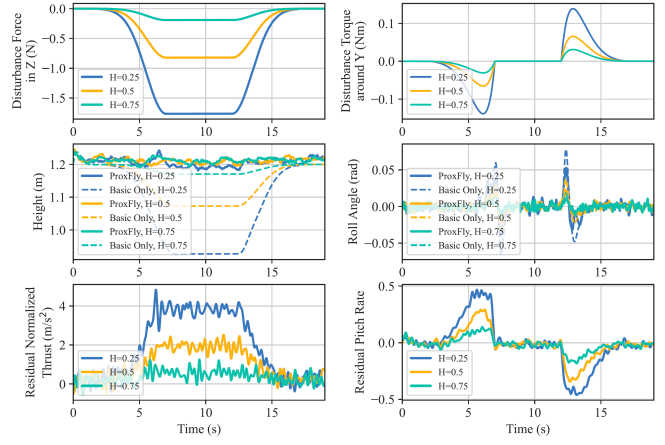 Disturbance Force
in Z (N)
0.0
−0.5
−1.0
−1.5
H=0.25
H=0.5
H=0.75
0
5
10
15
Disturbance Torque
around Y (Nm)
0.1
0.0
−0.1
H=0.25
H=0.5
H=0.75
0
5
10
15
Height (m)
1.2
1.1
1.0
ProxFly, H=0.25
Basic Only, H=0.25
ProxFly, H=0.5
Basic Only, H=0.5
ProxFly, H=0.75
Basic Only, H=0.75
0
5
10
15
Roll Angle (rad)
0.05
0.00
−0.05
ProxFly, H=0.25
Basic Only, H=0.25
ProxFly, H=0.5
Basic Only, H=0.5
ProxFly, H=0.75
Basic Only, H=0.75
0
5
10
15
Residual Normalized
Thrust (m/s²)
4
2
0
H=0.25
H=0.5
H=0.75
0
5
10
15
Time (s)
Residual Pitch Rate
0.5
0.0
−0.5
H=0.25
H=0.5
H=0.75
0
5
10
15
Time (s)